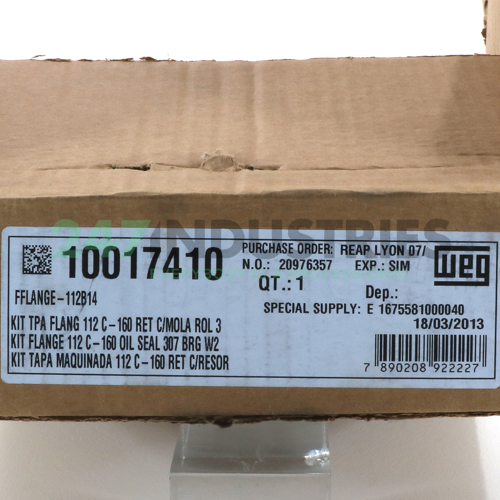 247INDUSTRIES
10017410
PURCHASE ORDER: REAP LYON 07/
N.O.: 20976357 EXP.: SIM
weg
QT.: 1
Dep.:
FFLANGE-112B14
SPECIAL SUPPLY: E 1675581000040
18/03/2013
KIT TPA FLANG 112 C-160 RET C/MOLA ROL 3
KIT FLANGE 112 C-160 OIL SEAL 307 BRG W2
KIT TAPA MAQUINADA 112 C-160 RET C/RESOR
7 890208 922227